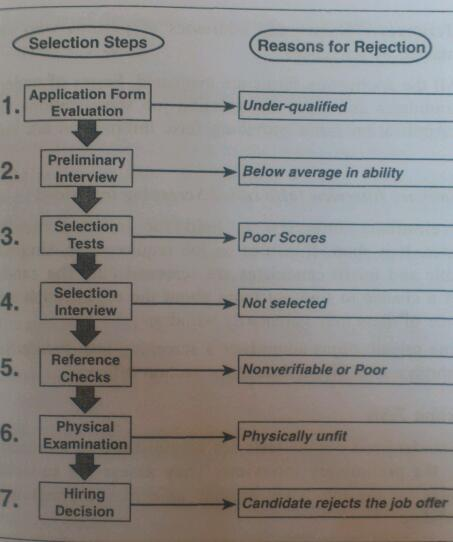 Selection Steps
Reasons for Rejection
1. Application Form
Evaluation
Under-qualified
2. Preliminary
Interview
Below average in ability
3. Selection
Tests
Poor Scores
4. Selection
Interview
Not selected
5. Reference
Checks
Nonverifiable or Poor
6. Physical
Examination
Physically unfit
7. Hiring
Decision
Candidate rejects the job offer